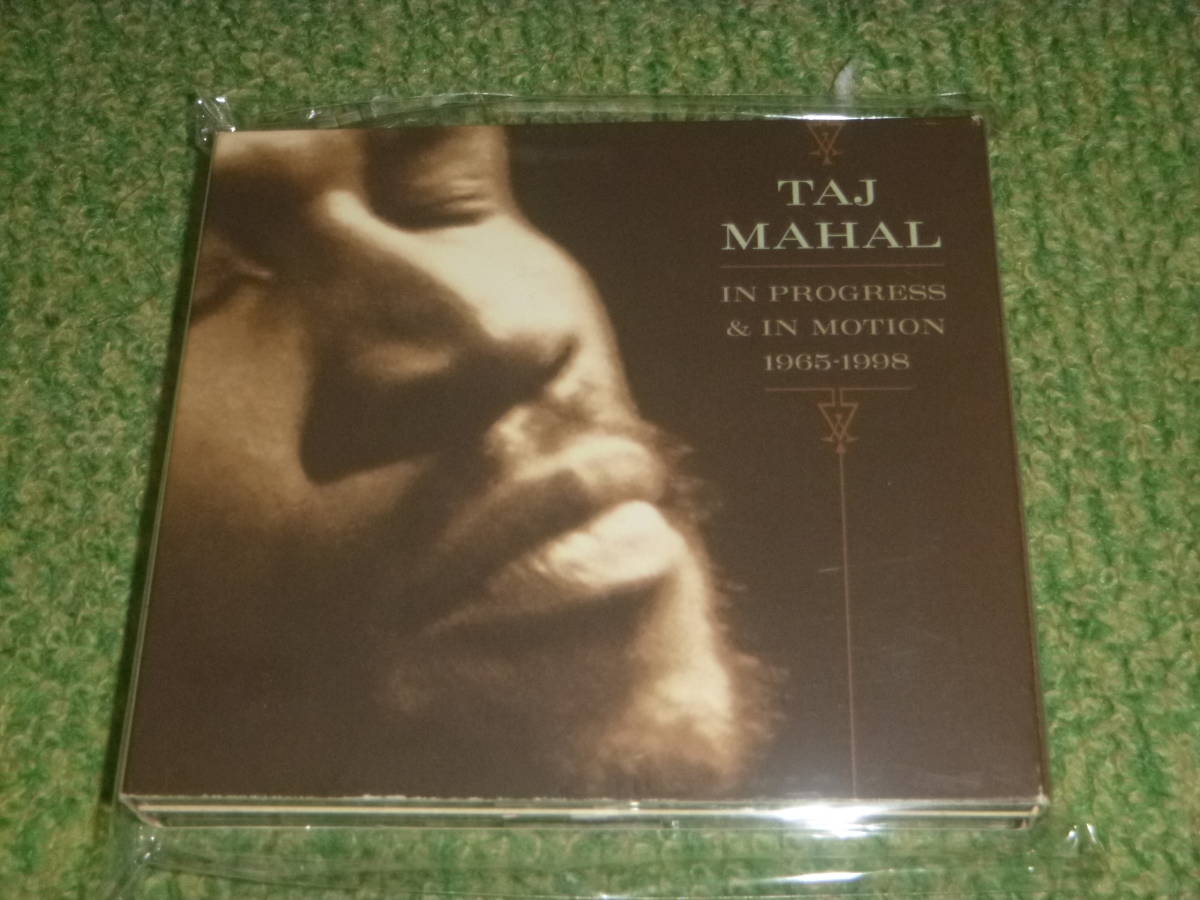 TAJ
MAHAL
IN PROGRESS
& IN MOTION
1965-1998